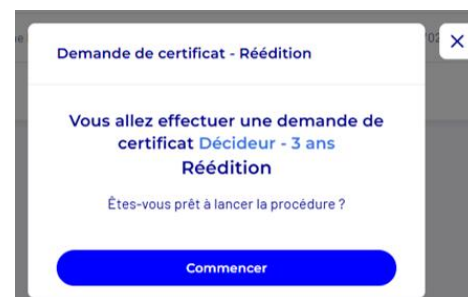 Demande de certificat - Réédition
Vous allez effectuer une demande de
certificat Décideur - 3 ans
Réédition
Êtes-vous prêt à lancer la procédure ?
Commencer